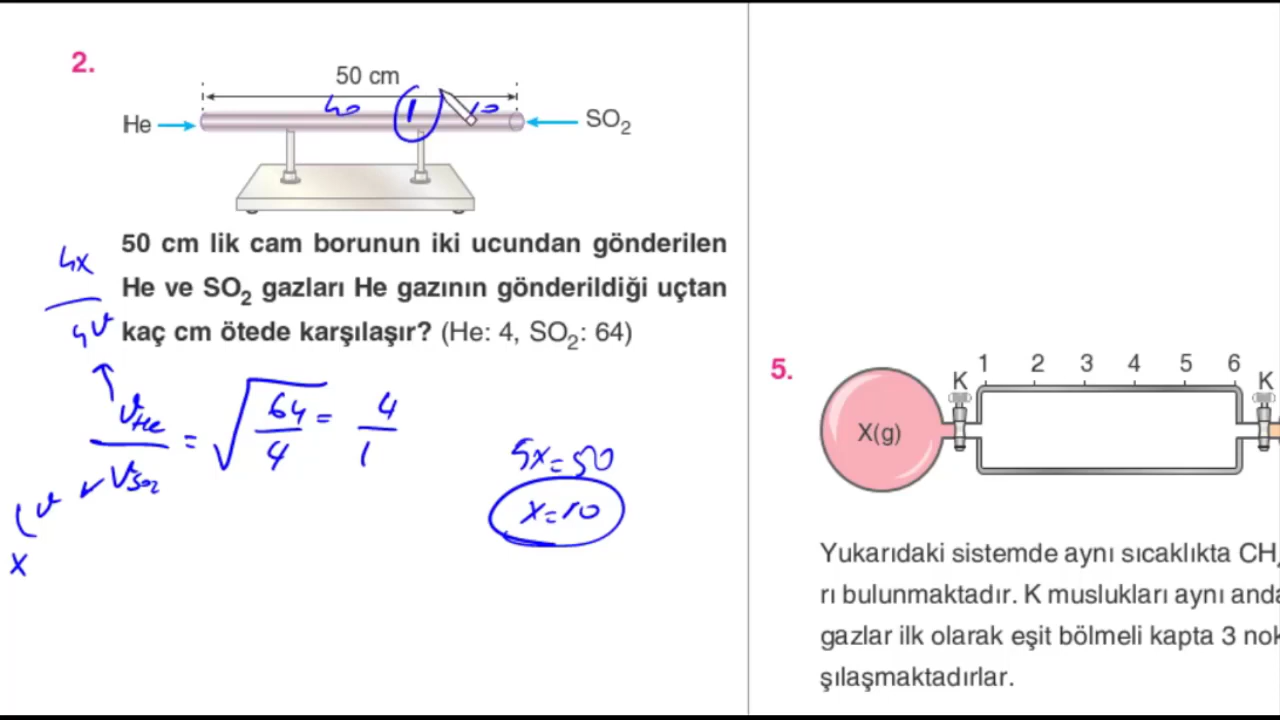 2.
50 cm
40
10
He
SO₂
50 cm lik cam borunun iki ucundan gönderilen
He ve SO₂ gazları He gazının gönderildiği uçtan
kaç cm ötede karşılaşır? (He: 4, SO₂: 64)
4x
4v
V_He / V_SO₂ = √(64/4) = 4/1
1v
x
5x=50
x=10
5.
X(g)
K
1 2 3 4 5 6
K
Yukarıdaki sistemde aynı sıcaklıkta CH
rı bulunmaktadır. K muslukları aynı anda
gazlar ilk olarak eşit bölmeli kapta 3 nok
şılaşmaktadırlar.